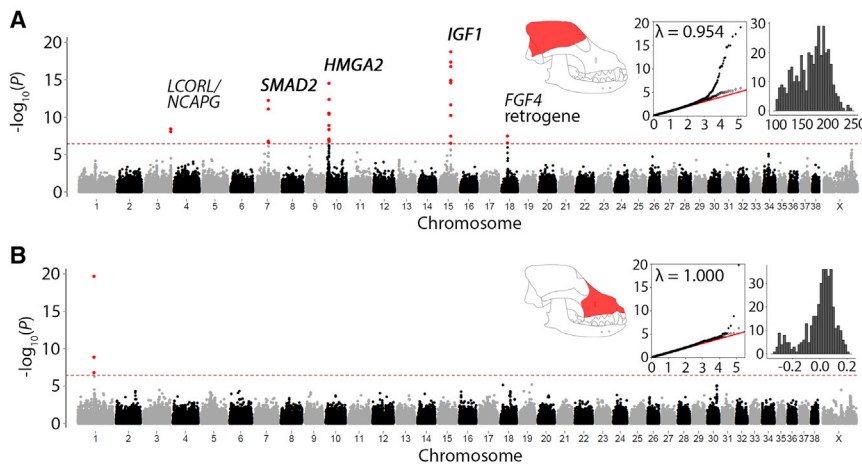 A
-log10(P)
20
15
10
5
0
LCORL/
NCAPG
SMAD2
HMGA2
IGF1
FGF4
retrogene
20
15
10
5
0
λ = 0.954
0 1 2 3 4 5
30
20
10
0
100 150 200 250
1 2 3 4 5 6 7 8 9 10 11 12 13 14 15 16 17 18 19 20 21 22 23 24 25 26 27 28 29 30 31 32 33 34 35 36 37 38 X
Chromosome
B
-log10(P)
20
15
10
5
0
20
15
10
5
0
λ = 1.000
0 1 2 3 4 5
30
20
10
0
-0.2 0.0 0.2
1 2 3 4 5 6 7 8 9 10 11 12 13 14 15 16 17 18 19 20 21 22 23 24 25 26 27 28 29 30 31 32 33 34 35 36 37 38 X
Chromosome